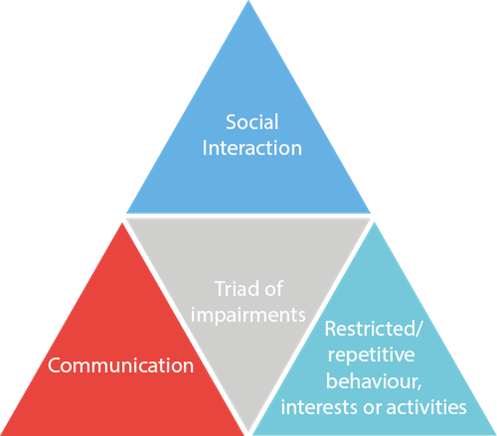 Social
Interaction
Triad of
impairments
Communication
Restricted/
repetitive
behaviour,
interests or activities